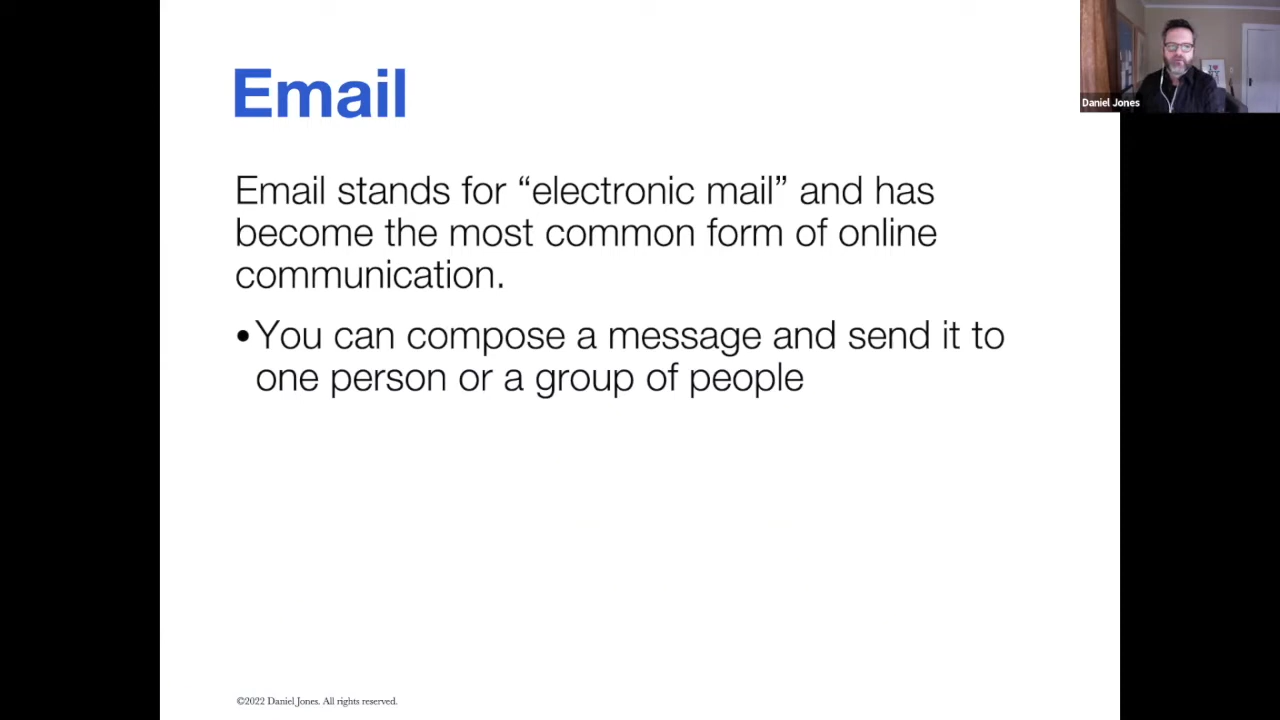 Email
Email stands for “electronic mail” and has
become the most common form of online
communication.
•You can compose a message and send it to
one person or a group of people
©2022 Daniel Jones. All rights reserved.
Daniel Jones